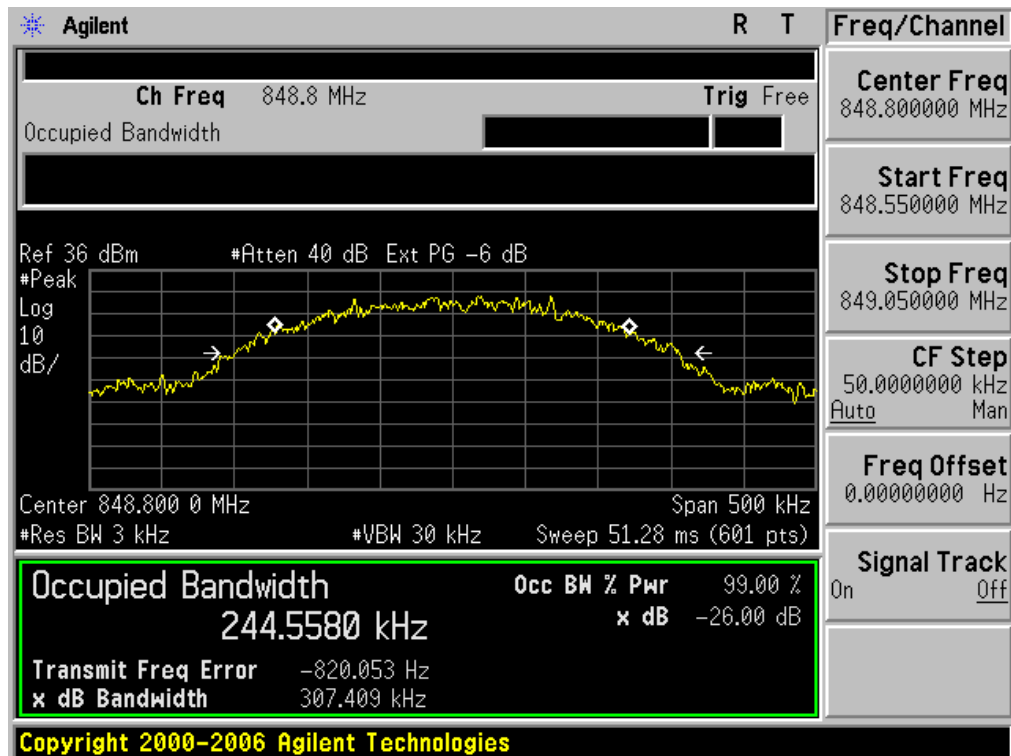 Agilent R T
Ch Freq 848.8 MHz Trig Free
Occupied Bandwidth
Ref 36 dBm #Atten 40 dB Ext PG -6 dB
#Peak
Log
10
dB/
Center 848.800 0 MHz Span 500 kHz
#Res BW 3 kHz #VBW 30 kHz Sweep 51.28 ms (601 pts)
Occupied Bandwidth Occ BW % Pwr 99.00 %
244.5580 kHz x dB -26.00 dB
Transmit Freq Error -820.053 Hz
x dB Bandwidth 307.409 kHz
Copyright 2000-2006 Agilent Technologies
Freq/Channel
Center Freq
848.800000 MHz
Start Freq
848.550000 MHz
Stop Freq
849.050000 MHz
CF Step
50.0000000 kHz
Auto Man
Freq Offset
0.00000000 Hz
Signal Track
On Off